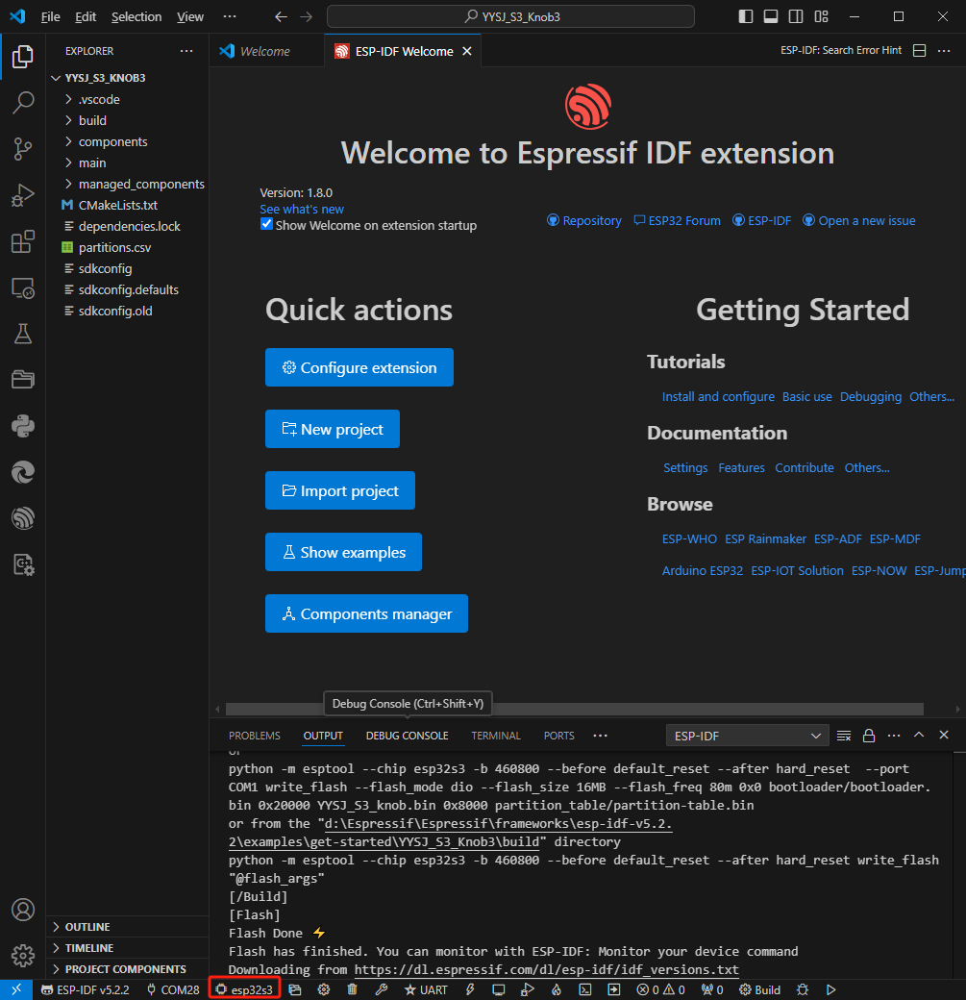 File Edit Selection View ··· YYSJ_S3_Knob3
EXPLORER ···
YYSJ_S3_KNOB3
.vscode
build
components
main
managed_components
CMakeLists.txt
dependencies.lock
partitions.csv
sdkconfig
sdkconfig.defaults
sdkconfig.old
OUTLINE
TIMELINE
PROJECT COMPONENTS
Welcome ESP-IDF Welcome ESP-IDF: Search Error Hint ···
Welcome to Espressif IDF extension
Version: 1.8.0
See what's new
Show Welcome on extension startup
Repository ESP32 Forum ESP-IDF Open a new issue
Quick actions
Configure extension
New project
Import project
Show examples
Components manager
Getting Started
Tutorials
Install and configure Basic use Debugging Others...
Documentation
Settings Features Contribute Others...
Browse
ESP-WHO ESP Rainmaker ESP-ADF ESP-MDF
Arduino ESP32 ESP-IOT Solution ESP-NOW ESP-Jump
Debug Console (Ctrl+Shift+Y)
PROBLEMS OUTPUT DEBUG CONSOLE TERMINAL PORTS ··· ESP-IDF ···
or
python -m esptool --chip esp32s3 -b 460800 --before default_reset --after hard_reset  --port
COM1 write_flash --flash_mode dio --flash_size 16MB --flash_freq 80m 0x0 bootloader/bootloader.
bin 0x20000 YYSJ_S3_knob.bin 0x8000 partition_table/partition-table.bin
or from the "d:\Espressif\Espressif\frameworks\esp-idf-v5.2.
2\examples\get-started\YYSJ_S3_Knob3\build" directory
python -m esptool --chip esp32s3 -b 460800 --before default_reset --after hard_reset write_flash
"@flash_args"
[/Build]
[Flash]
Flash Done ⚡
Flash has finished. You can monitor with ESP-IDF: Monitor your device command
Downloading from https://dl.espressif.com/dl/esp-idf/idf_versions.txt
ESP-IDF v5.2.2 COM28 esp32s3 UART 0 0 0 Build